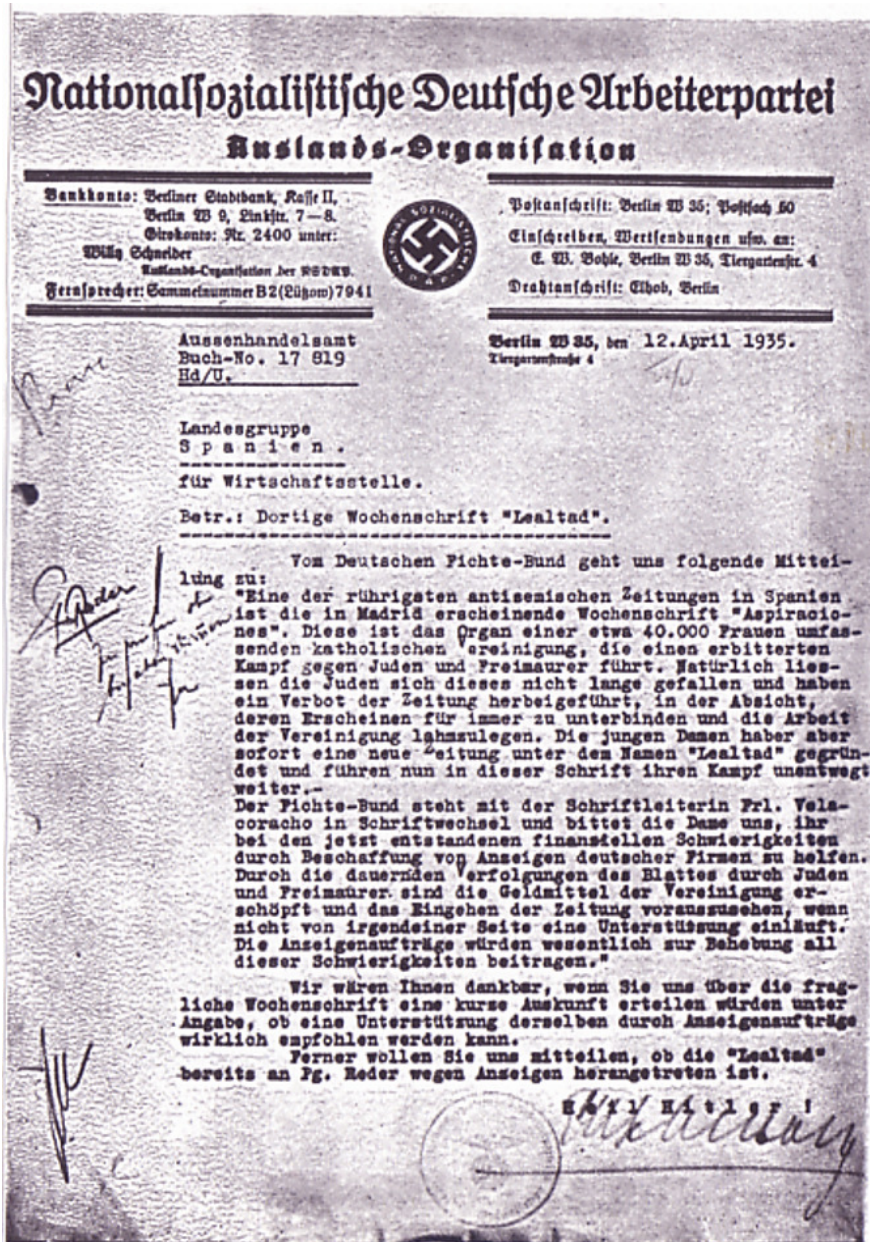 Nationalsozialistische Deutsche Arbeiterpartei
Auslands-Organisation
Bankkonto: Berliner Stadtbank, Kasse II,
Berlin W 9, Linkstr. 7—8.
Girokonto: Nr. 2400 unter:
Willy Schneider
Auslands-Organisation der NSDAP.
Fernsprecher: Sammelnummer B2 (Lützow) 7941
NATIONAL SOZIALISTISCHE
Postanschrift: Berlin W 35; Postfach 60
Einschreiben, Wertsendungen usw. an:
E. W. Bohle, Berlin W 35, Tiergartenstr. 4
Drahtanschrift: Elhob, Berlin
Aussenhandelsamt
Buch-No. 17 819
Hd/U.
Berlin W 35, den 12.April 1935.
Tiergartenstraße 4
Landesgruppe
S p a n i e n .
für Wirtschaftsstelle.
Betr.: Dortige Wochenschrift "Lealtad".
Vom Deutschen Fichte-Bund geht uns folgende Mittei-
lung zu:
"Eine der rührigsten antisemischen Zeitungen in Spanien
ist die in Madrid erscheinende Wochenschrift "Aspiracio-
nes". Diese ist das Organ einer etwa 40.000 Frauen umfas-
senden katholischen Vereinigung, die einen erbitterten
Kampf gegen Juden und Freimaurer führt. Natürlich lies-
sen die Juden sich dieses nicht lange gefallen und haben
ein Verbot der Zeitung herbeigeführt, in der Absicht,
deren Erscheinen für immer zu unterbinden und die Arbeit
der Vereinigung lahmzulegen. Die jungen Damen haber aber
sofort eine neue Zeitung unter dem Namen "Lealtad" gegrün-
det und führen nun in dieser Schrift ihren Kampf unentwegt
weiter.-
Der Fichte-Bund steht mit der Schriftleiterin Frl. Vela-
coracho in Schriftwechsel und bittet die Dame uns, ihr
bei den jetzt entstandenen finanziellen Schwierigkeiten
durch Beschaffung von Anzeigen deutscher Firmen zu helfen.
Durch die dauernden Verfolgungen des Blattes durch Juden
und Freimaurer sind die Geldmittel der Vereinigung er-
schöpft und das Eingehen der Zeitung vorauszusehen, wenn
nicht von irgendeiner Seite eine Unterstützung einläuft.
Die Anzeigenaufträge würden wesentlich zur Behebung all
dieser Schwierigkeiten beitragen."
Wir wären Ihnen dankbar, wenn Sie uns über die frag-
liche Wochenschrift eine kurze Auskunft erteilen würden unter
Angabe, ob eine Unterstützung derselben durch Anzeigenaufträge
wirklich empfohlen werden kann.
Ferner wollen Sie uns mitteilen, ob die "Lealtad"
bereits an Pg. Reder wegen Anzeigen herangetreten ist.
Heil Hitler!